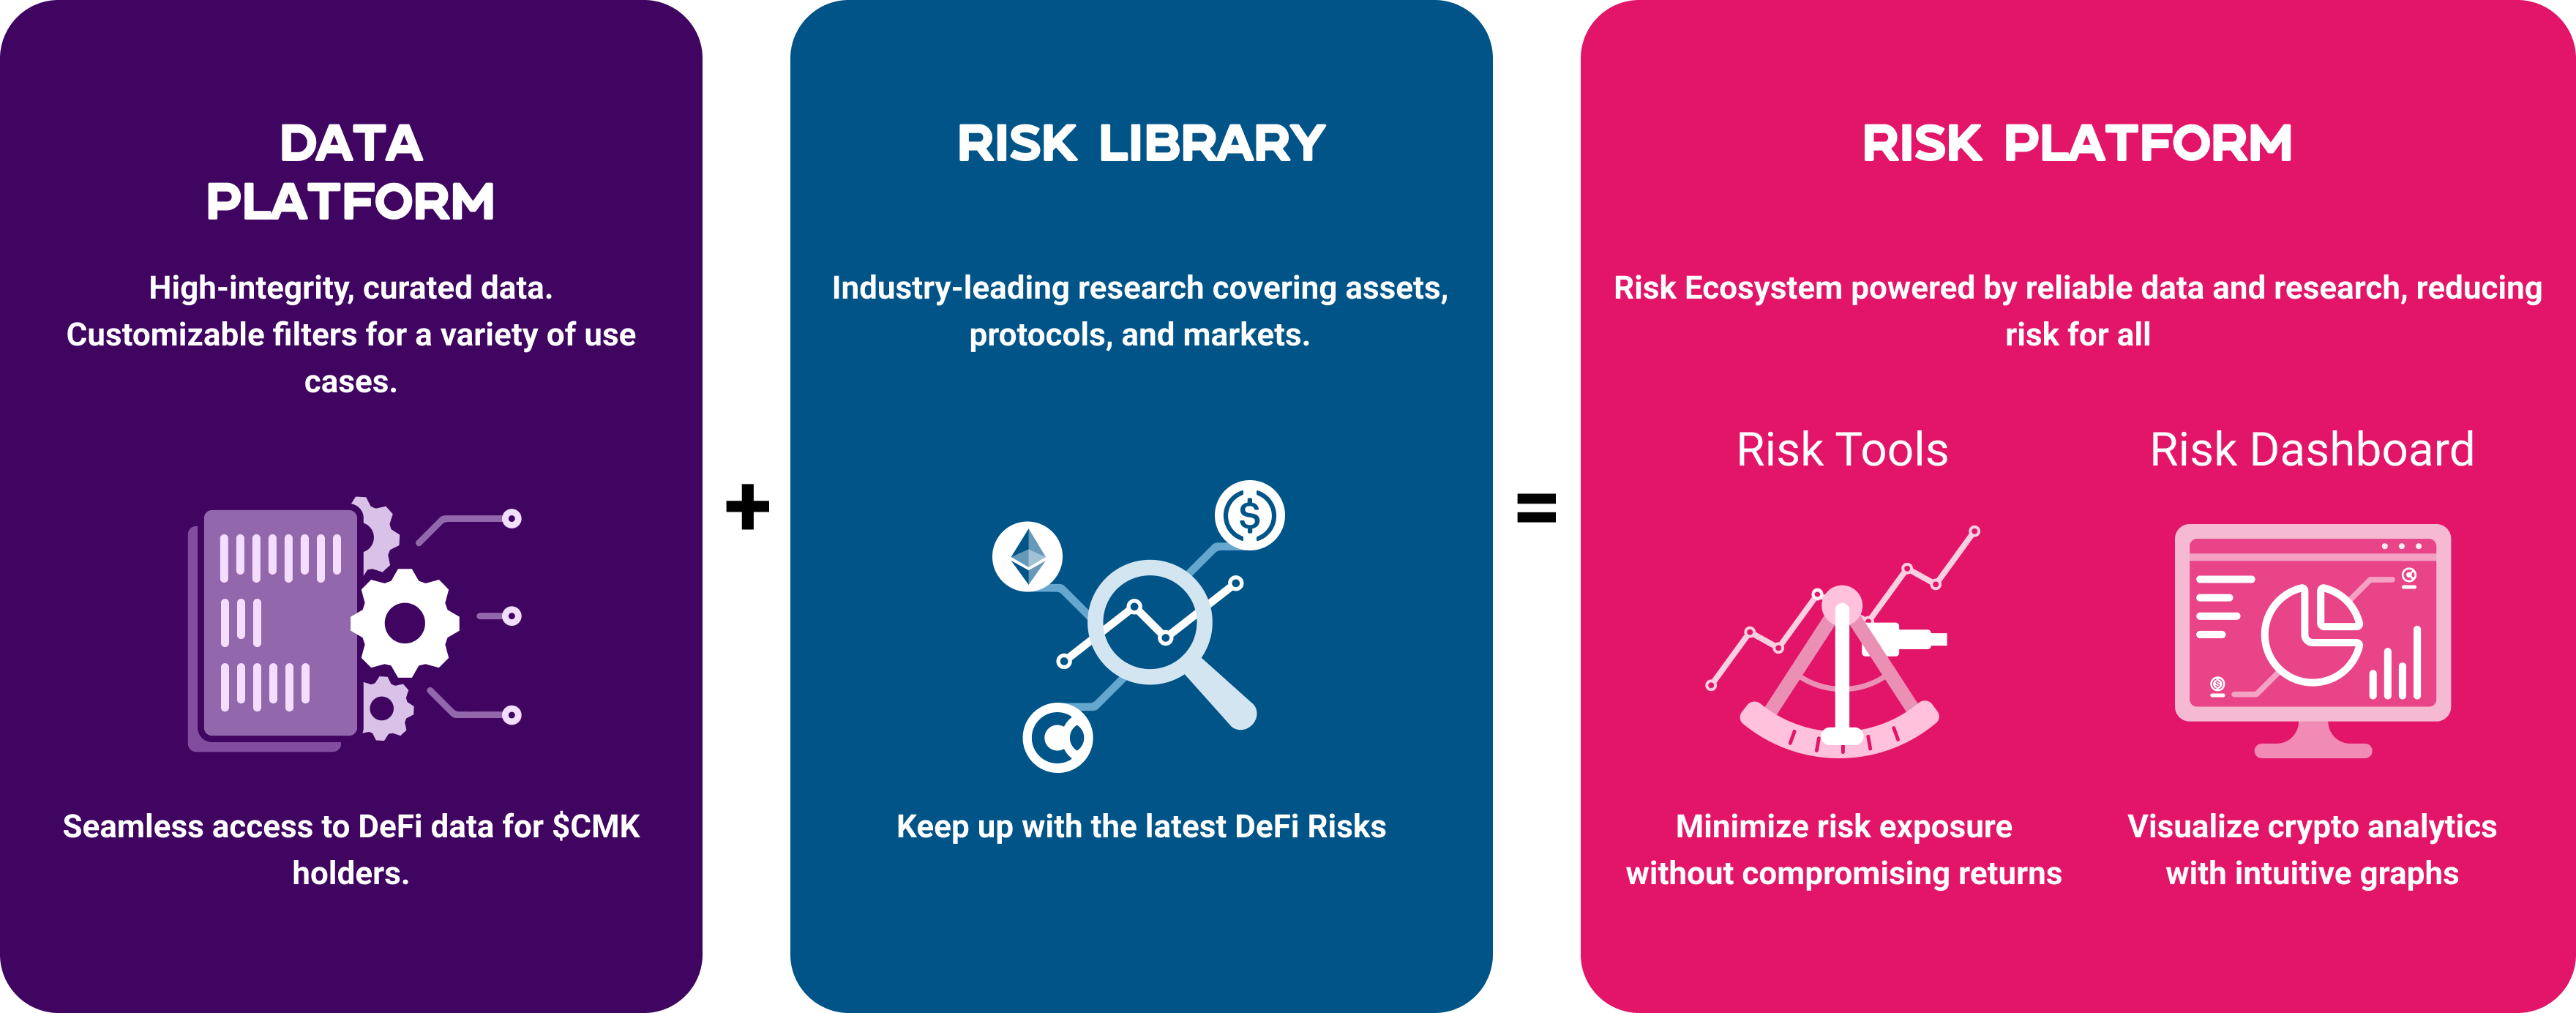 DATA
PLATFORM
High-integrity, curated data.
Customizable filters for a variety of use
cases.
Seamless access to DeFi data for $CMK
holders.
+
RISK LIBRARY
Industry-leading research covering assets,
protocols, and markets.
Keep up with the latest DeFi Risks
=
RISK PLATFORM
Risk Ecosystem powered by reliable data and research, reducing
risk for all
Risk Tools
Minimize risk exposure
without compromising returns
Risk Dashboard
Visualize crypto analytics
with intuitive graphs